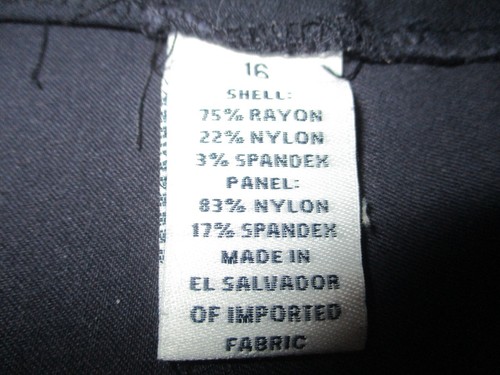 16
SHELL:
75% RAYON
22% NYLON
3% SPANDEX
PANEL:
83% NYLON
17% SPANDEX
MADE IN
EL SALVADOR
OF IMPORTED
FABRIC